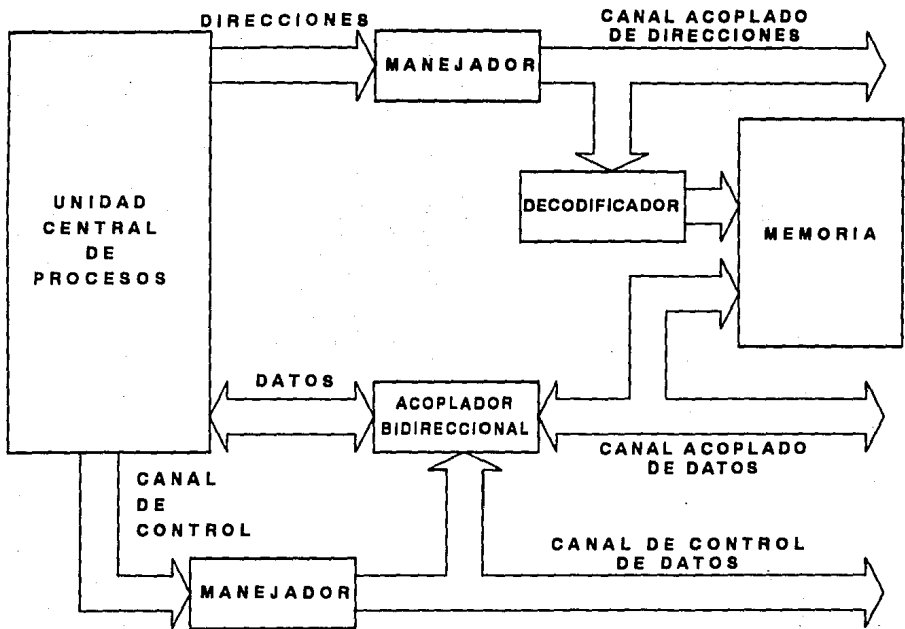 DIRECCIONES
CANAL ACOPLADO
DE DIRECCIONES
MANEJADOR
UNIDAD
CENTRAL
DE
PROCESOS
DECODIFICADOR
MEMORIA
DATOS
ACOPLADOR
BIDIRECCIONAL
CANAL ACOPLADO
DE DATOS
CANAL
DE
CONTROL
CANAL DE CONTROL
DE DATOS
MANEJADOR